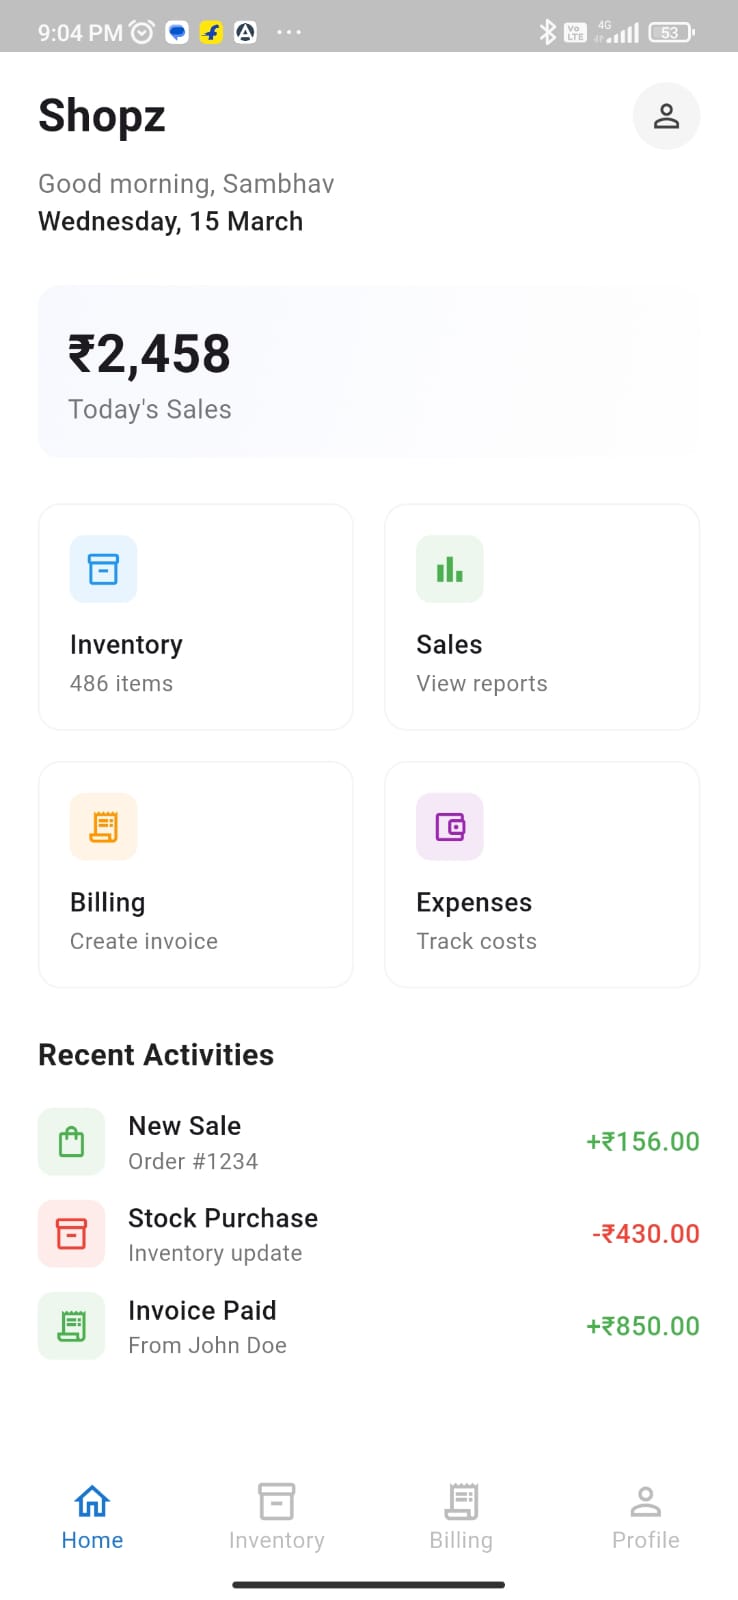 9:04 PM
4G
Vo LTE
53
Shopz
Good morning, Sambhav
Wednesday, 15 March
₹2,458
Today's Sales
Inventory
486 items
Sales
View reports
Billing
Create invoice
Expenses
Track costs
Recent Activities
New Sale
Order #1234
+₹156.00
Stock Purchase
Inventory update
-₹430.00
Invoice Paid
From John Doe
+₹850.00
Home
Inventory
Billing
Profile